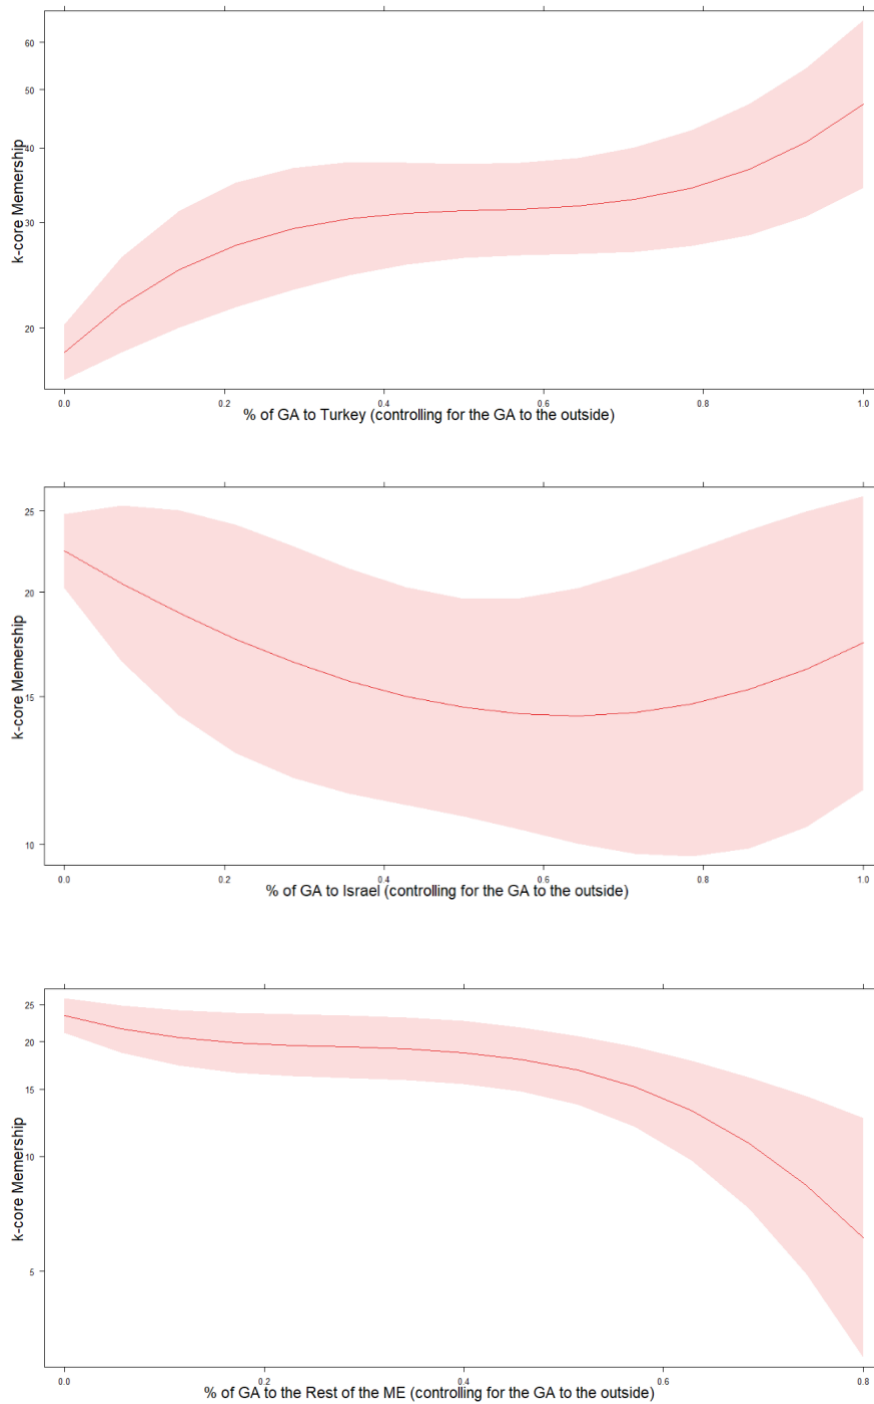 60
50
40
30
20
k-core Memership
0.0 0.2 0.4 0.6 0.8 1.0
% of GA to Turkey (controlling for the GA to the outside)
25
20
15
10
k-core Memership
0.0 0.2 0.4 0.6 0.8 1.0
% of GA to Israel (controlling for the GA to the outside)
25
20
15
10
5
k-core Memership
0.0 0.2 0.4 0.6 0.8
% of GA to the Rest of the ME (controlling for the GA to the outside)